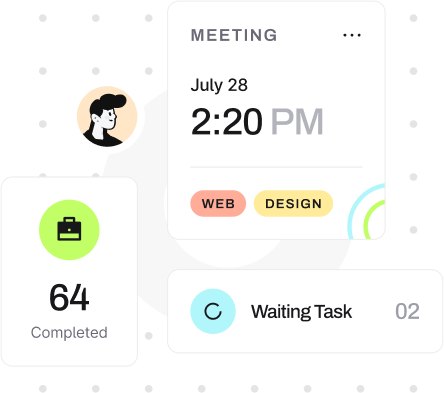 MEETING
July 28
2:20 PM
WEB DESIGN
64
Completed
Waiting Task 02